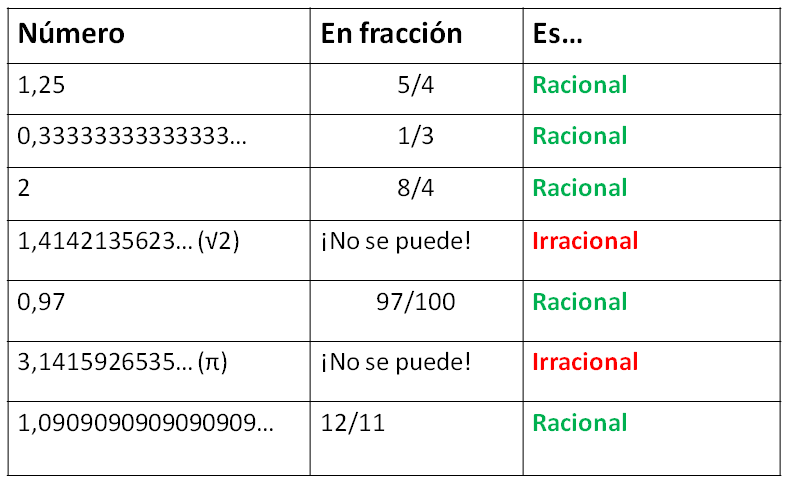 Número En fracción Es...
1,25 5/4 Racional
0,33333333333333... 1/3 Racional
2 8/4 Racional
1,4142135623... (√2) ¡No se puede! Irracional
0,97 97/100 Racional
3,1415926535... (π) ¡No se puede! Irracional
1,0909090909090909... 12/11 Racional